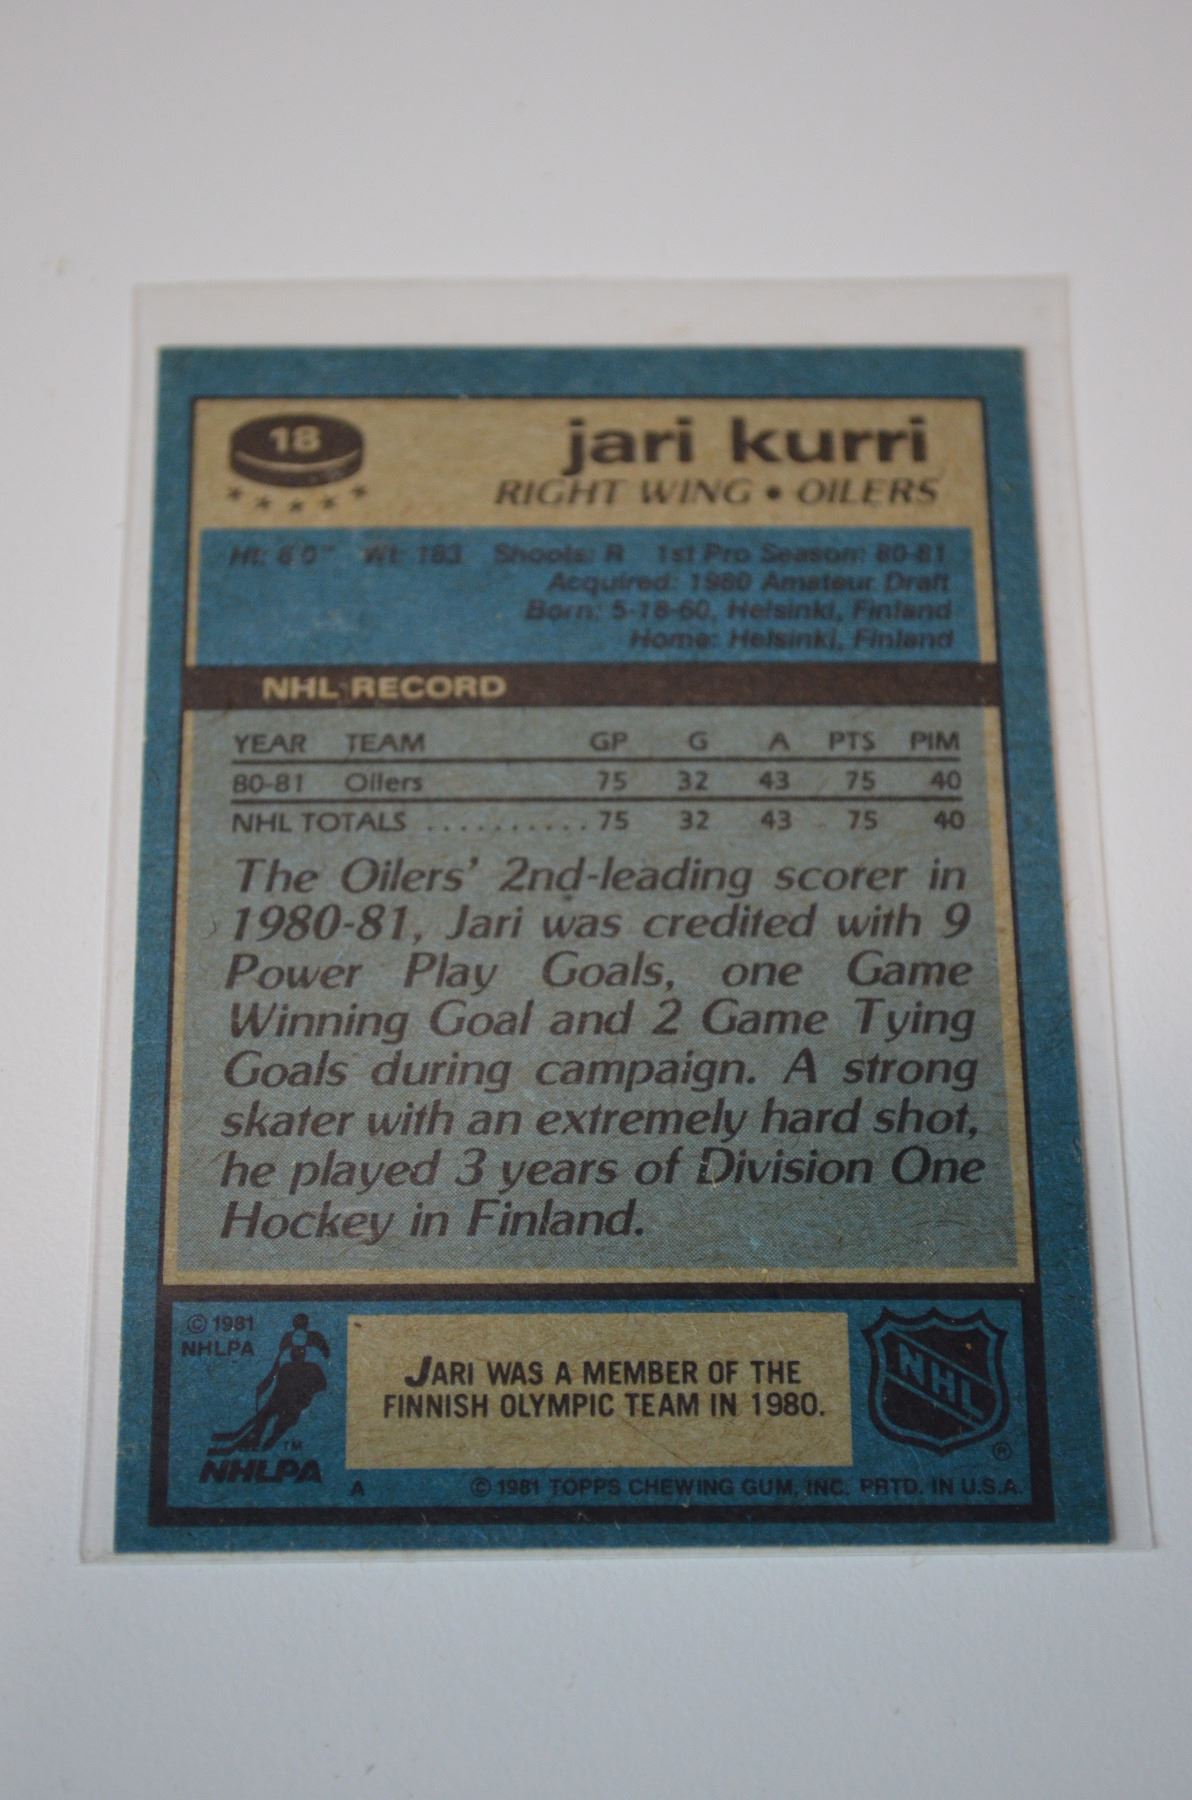 18
jari kurri
RIGHT WING • OILERS
Ht: 6'0" Wt: 183 Shoots: R 1st Pro Season: 80-81
Acquired: 1980 Amateur Draft
Born: 5-18-60, Helsinki, Finland
Home: Helsinki, Finland
NHL RECORD
YEAR TEAM GP G A PTS PIM
80-81 Oilers 75 32 43 75 40
NHL TOTALS ........... 75 32 43 75 40
The Oilers' 2nd-leading scorer in
1980-81, Jari was credited with 9
Power Play Goals, one Game
Winning Goal and 2 Game Tying
Goals during campaign. A strong
skater with an extremely hard shot,
he played 3 years of Division One
Hockey in Finland.
© 1981
NHLPA
TM
NHLPA
JARI WAS A MEMBER OF THE
FINNISH OLYMPIC TEAM IN 1980.
NHL
®
A © 1981 TOPPS CHEWING GUM, INC. PRTD. IN U.S.A.